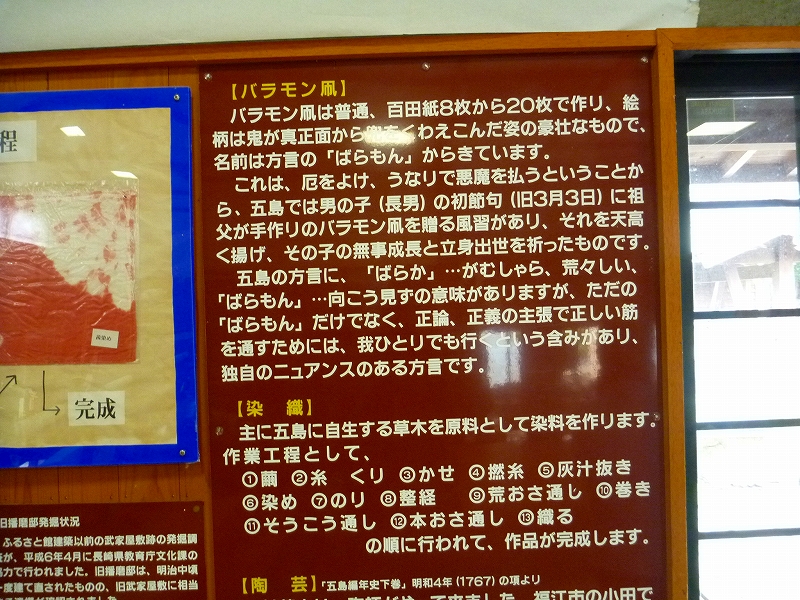 程
完成
旧播磨邸発掘状況
ふるさと館建築以前の武家屋敷跡の発掘調
が、平成6年4月に長崎県教育庁文化課の
力で行われました。旧播磨邸は、明治中頃
度建て直されたものの、旧武家屋敷に相当
【バラモン凧】
バラモン凧は普通、百田紙8枚から20枚で作り、絵
柄は鬼が真正面から をくわえこんだ姿の豪壮なもので、
名前は方言の「ばらもん」からきています。
これは、厄をよけ、うなりで悪魔を払うということか
ら、五島では男の子（長男）の初節句（旧3月3日）に祖
父が手作りのバラモン凧を贈る風習があり、それを天高
く揚げ、その子の無事成長と立身出世を祈ったものです。
五島の方言に、「ばらか」…がむしゃら、荒々しい、
「ばらもん」…向こう見ずの意味がありますが、ただの
「ばらもん」だけでなく、正論、正義の主張で正しい筋
を通すためには、我ひとりでも行くという含みがあり、
独自のニュアンスのある方言です。
【染　織】
主に五島に自生する草木を原料として染料を作ります。
作業工程として、
①繭 ②糸　くり ③かせ ④撚糸 ⑤灰汁抜き
⑥染め ⑦のり ⑧整経　⑨荒おさ通し ⑩巻き
⑪そうこう通し ⑫本おさ通し ⑬織る
の順に行われて、作品が完成します。
【陶　芸】「五島編年史下巻」明和4年（1767）の項より
福江市の小田で